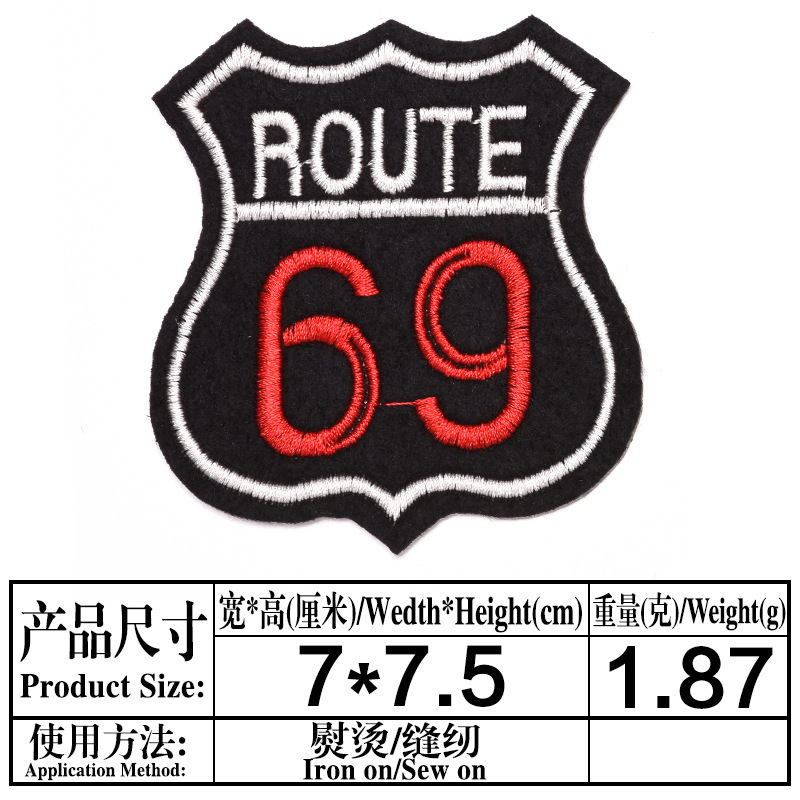 ROUTE
69
产品尺寸
Product Size:
宽*高(厘米)/Wedth*Height(cm)
重量(克)/Weight(g)
7*7.5
1.87
使用方法:
Application Method:
熨烫/缝纫
Iron on/Sew on